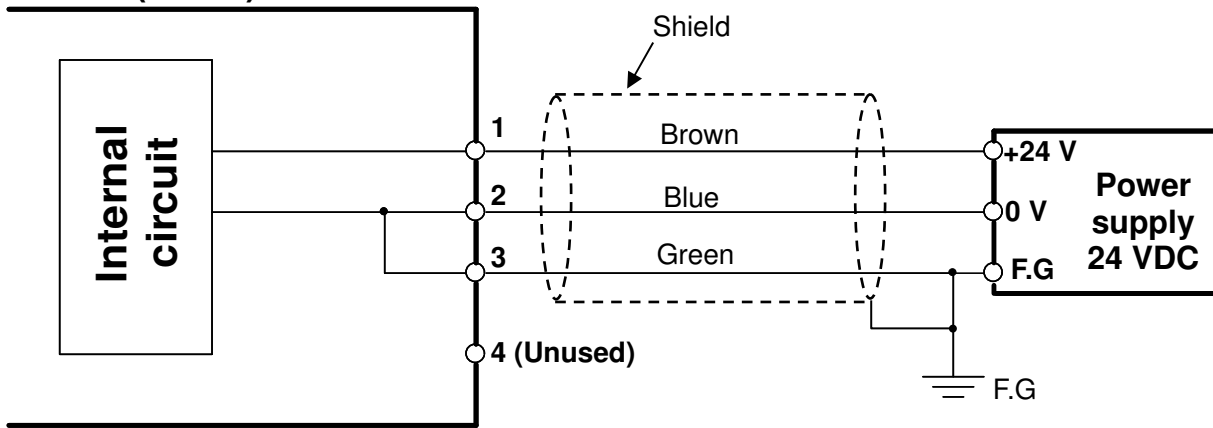 Shield
Internal
circuit
1
Brown
+24 V
2
Blue
0 V
3
Green
F.G
Power
supply
24 VDC
4 (Unused)
F.G